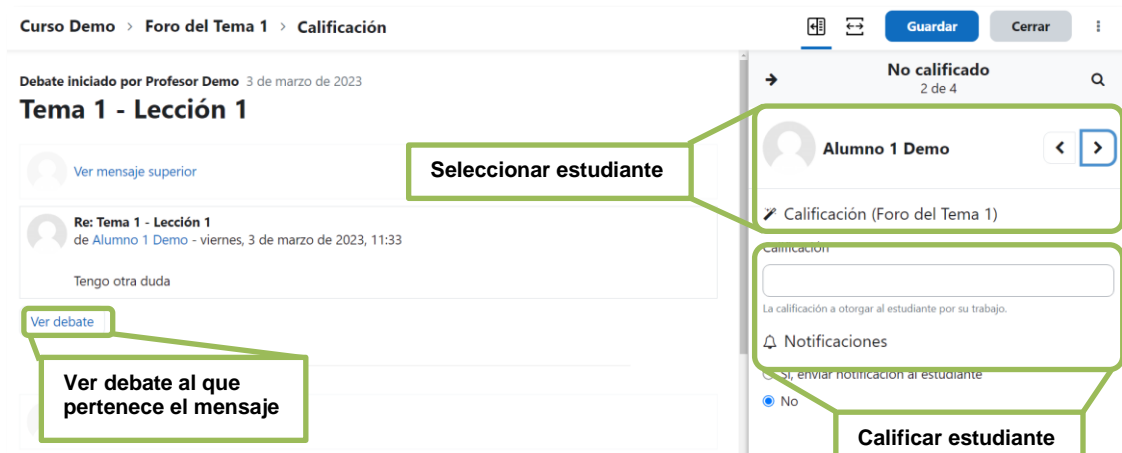 Curso Demo > Foro del Tema 1 > Calificación
Guardar
Cerrar
Debate iniciado por Profesor Demo 3 de marzo de 2023
Tema 1 - Lección 1
Ver mensaje superior
Re: Tema 1 - Lección 1
de Alumno 1 Demo - viernes, 3 de marzo de 2023, 11:33
Tengo otra duda
Ver debate
Ver debate al que
pertenece el mensaje
Seleccionar estudiante
No calificado
2 de 4
Alumno 1 Demo
Calificación (Foro del Tema 1)
Calificación
La calificación a otorgar al estudiante por su trabajo.
Notificaciones
Sí, enviar notificación al estudiante
No
Calificar estudiante